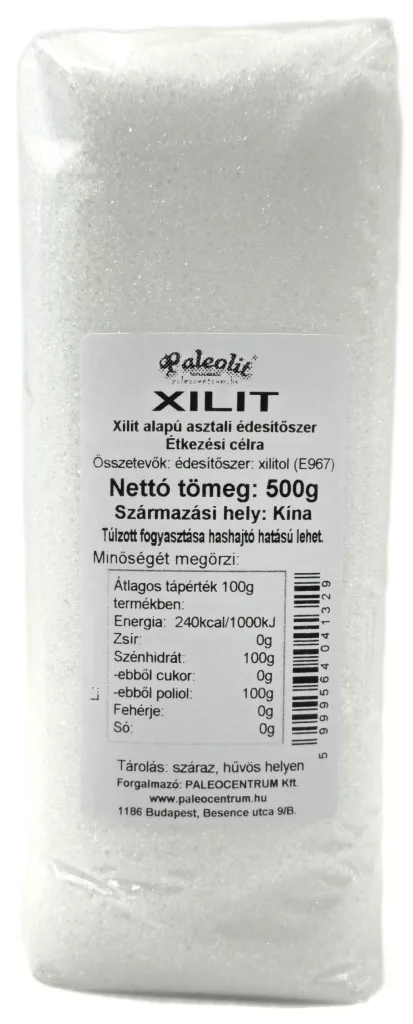 Paleolit
paleocentrum.hu
XILIT
Xilit alapú asztali édesítőszer
Étkezési célra
Összetevők: édesítőszer: xilitol (E967)
Nettó tömeg: 500g
Származási hely: Kína
Túlzott fogyasztása hashajtó hatású lehet.
Minőségét megőrzi:
Átlagos tápérték 100g
termékben:
Energia: 240kcal/1000kJ
Zsír: 0g
Szénhidrát: 100g
-ebből cukor: 0g
-ebből poliol: 100g
Fehérje: 0g
Só: 0g
5 999564 041329
Tárolás: száraz, hűvös helyen
Forgalmazó: PALEOCENTRUM Kft.
www.paleocentrum.hu
1186 Budapest, Besence utca 9/B.